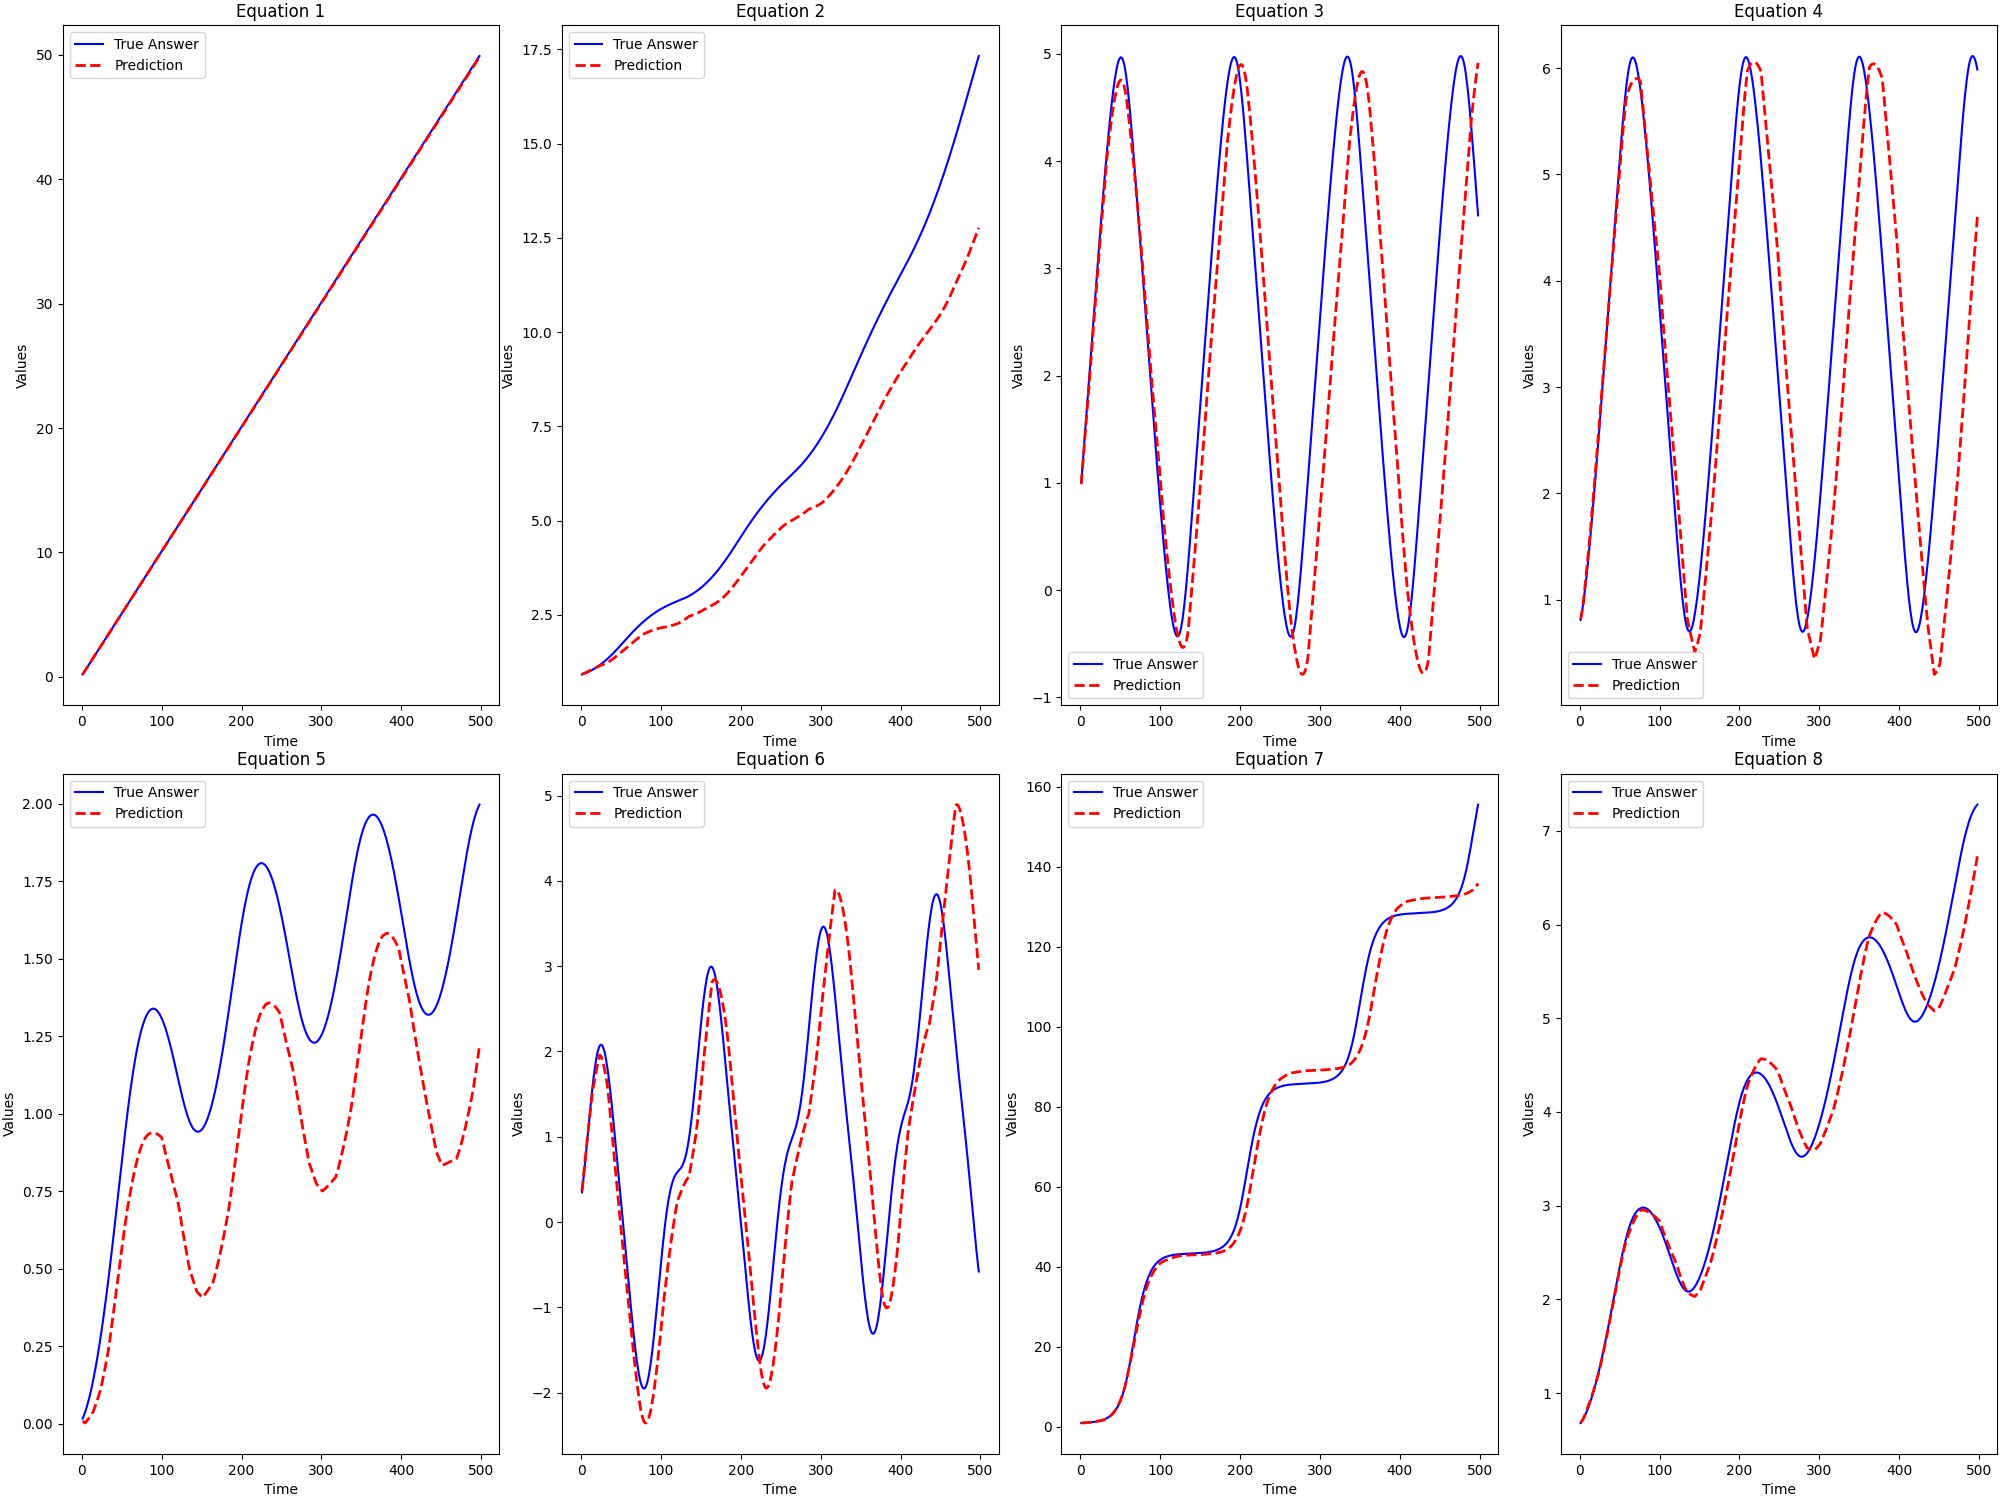 Equation 1
True Answer
Prediction
50
40
30
20
10
0
Values
0 100 200 300 400 500
Time
Equation 2
True Answer
Prediction
17.5
15.0
12.5
10.0
7.5
5.0
2.5
Values
0 100 200 300 400 500
Time
Equation 3
5
4
3
2
1
0
−1
Values
True Answer
Prediction
0 100 200 300 400 500
Time
Equation 4
6
5
4
3
2
1
Values
True Answer
Prediction
0 100 200 300 400 500
Time
Equation 5
True Answer
Prediction
2.00
1.75
1.50
1.25
1.00
0.75
0.50
0.25
0.00
Values
0 100 200 300 400 500
Time
Equation 6
True Answer
Prediction
5
4
3
2
1
0
−1
−2
Values
0 100 200 300 400 500
Time
Equation 7
True Answer
Prediction
160
140
120
100
80
60
40
20
0
Values
0 100 200 300 400 500
Time
Equation 8
True Answer
Prediction
7
6
5
4
3
2
1
Values
0 100 200 300 400 500
Time